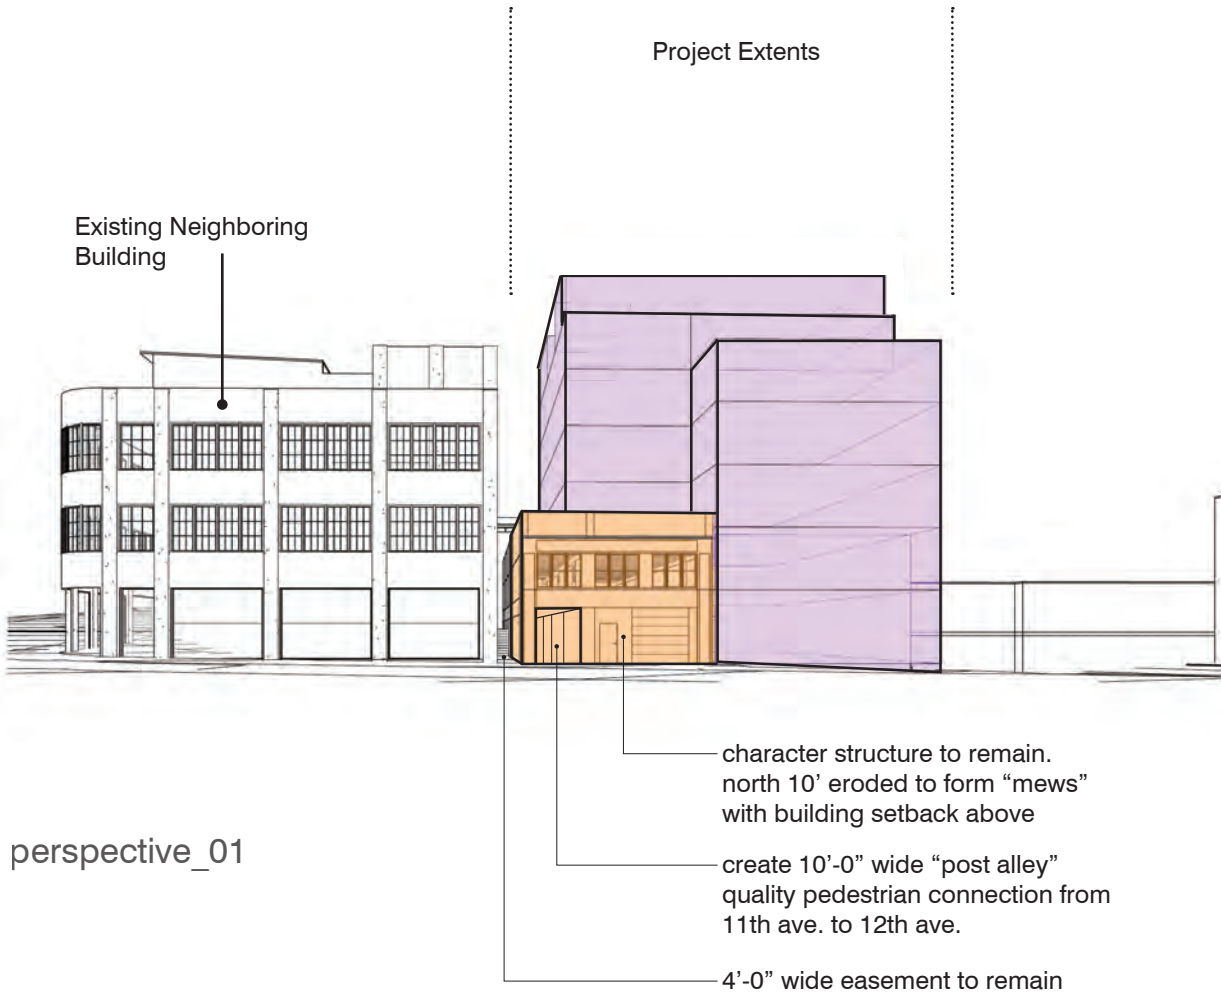 Project Extents
Existing Neighboring
Building
character structure to remain.
north 10’ eroded to form “mews”
with building setback above
perspective_01
create 10’-0” wide “post alley”
quality pedestrian connection from
11th ave. to 12th ave.
4’-0” wide easement to remain